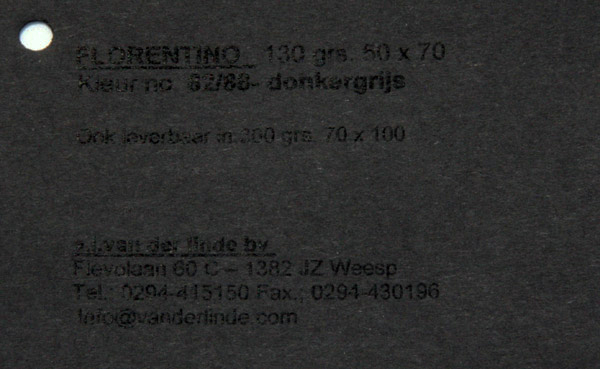 FLORENTINO 130 grs. 50 x 70
Kleur no. 82/88- donkergrijs
Ook leverbaar in 300 grs. 70 x 100
a.j.van der linde bv
Flevolaan 60 C – 1382 JZ Weesp
Tel.: 0294-415150 Fax.: 0294-430196
Info@vanderlinde.com